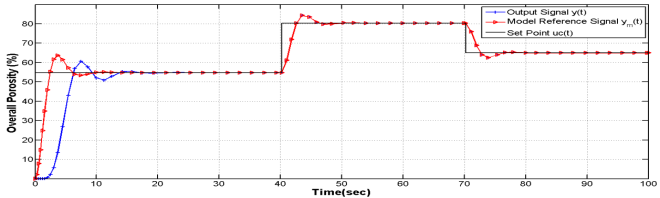 Output Signal y(t)
Model Reference Signal ym(t)
Set Point uc(t)
Overall Porosity (%)
80
70
60
50
40
30
20
10
0 10 20 30 40 50 60 70 80 90 100
Time(sec)